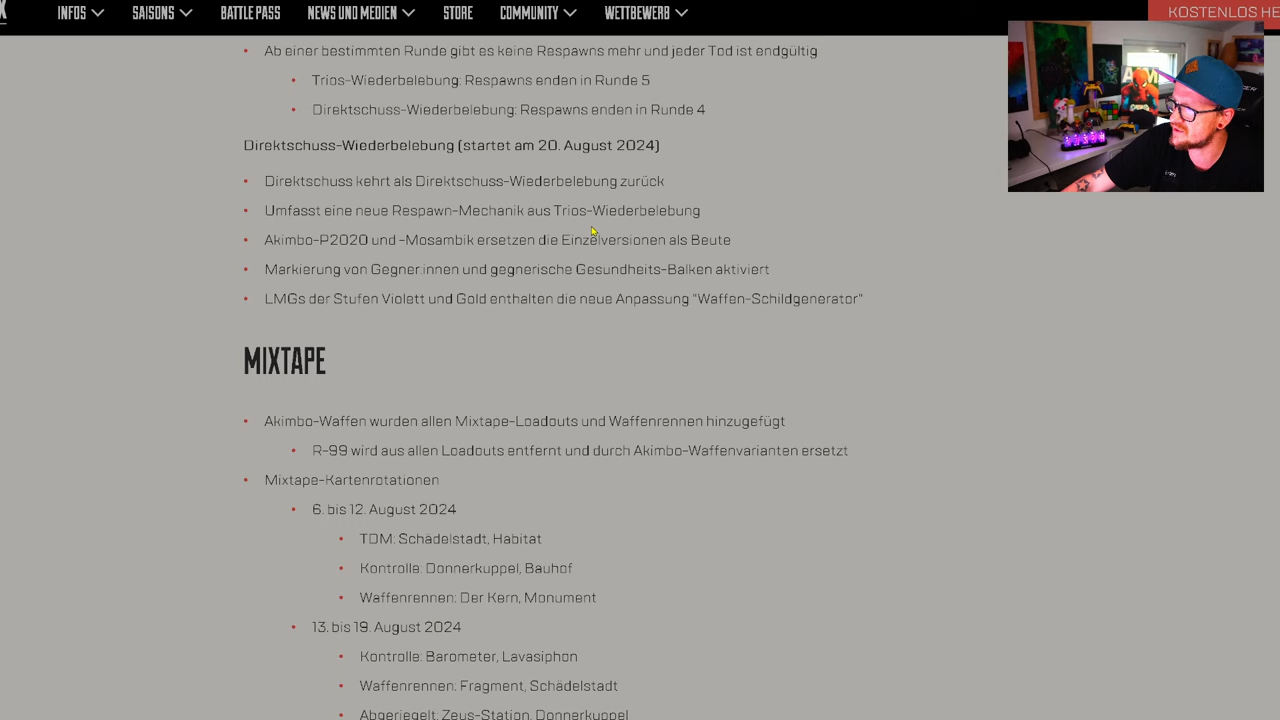 INFOS
SAISONS
BATTLE PASS
NEWS UND MEDIEN
STORE
COMMUNITY
WETTBEWERB
KOSTENLOS HE
Ab einer bestimmten Runde gibt es keine Respawns mehr und jeder Tod ist endgültig
Trios-Wiederbelebung: Respawns enden in Runde 5
Direktschuss-Wiederbelebung: Respawns enden in Runde 4
Direktschuss-Wiederbelebung (startet am 20. August 2024)
Direktschuss kehrt als Direktschuss-Wiederbelebung zurück
Umfasst eine neue Respawn-Mechanik aus Trios-Wiederbelebung
Akimbo-P2020 und -Mosambik ersetzen die Einzelversionen als Beute
Markierung von Gegner:innen und gegnerische Gesundheits-Balken aktiviert
LMGs der Stufen Violett und Gold enthalten die neue Anpassung "Waffen-Schildgenerator"
MIXTAPE
Akimbo-Waffen wurden allen Mixtape-Loadouts und Waffenrennen hinzugefügt
R-99 wird aus allen Loadouts entfernt und durch Akimbo-Waffenvarianten ersetzt
Mixtape-Kartenrotationen
6. bis 12. August 2024
TDM: Schädelstadt, Habitat
Kontrolle: Donnerkuppel, Bauhof
Waffenrennen: Der Kern, Monument
13. bis 19. August 2024
Kontrolle: Barometer, Lavasiphon
Waffenrennen: Fragment, Schädelstadt
Abgeriegelt: Zeus-Station, Donnerkuppel